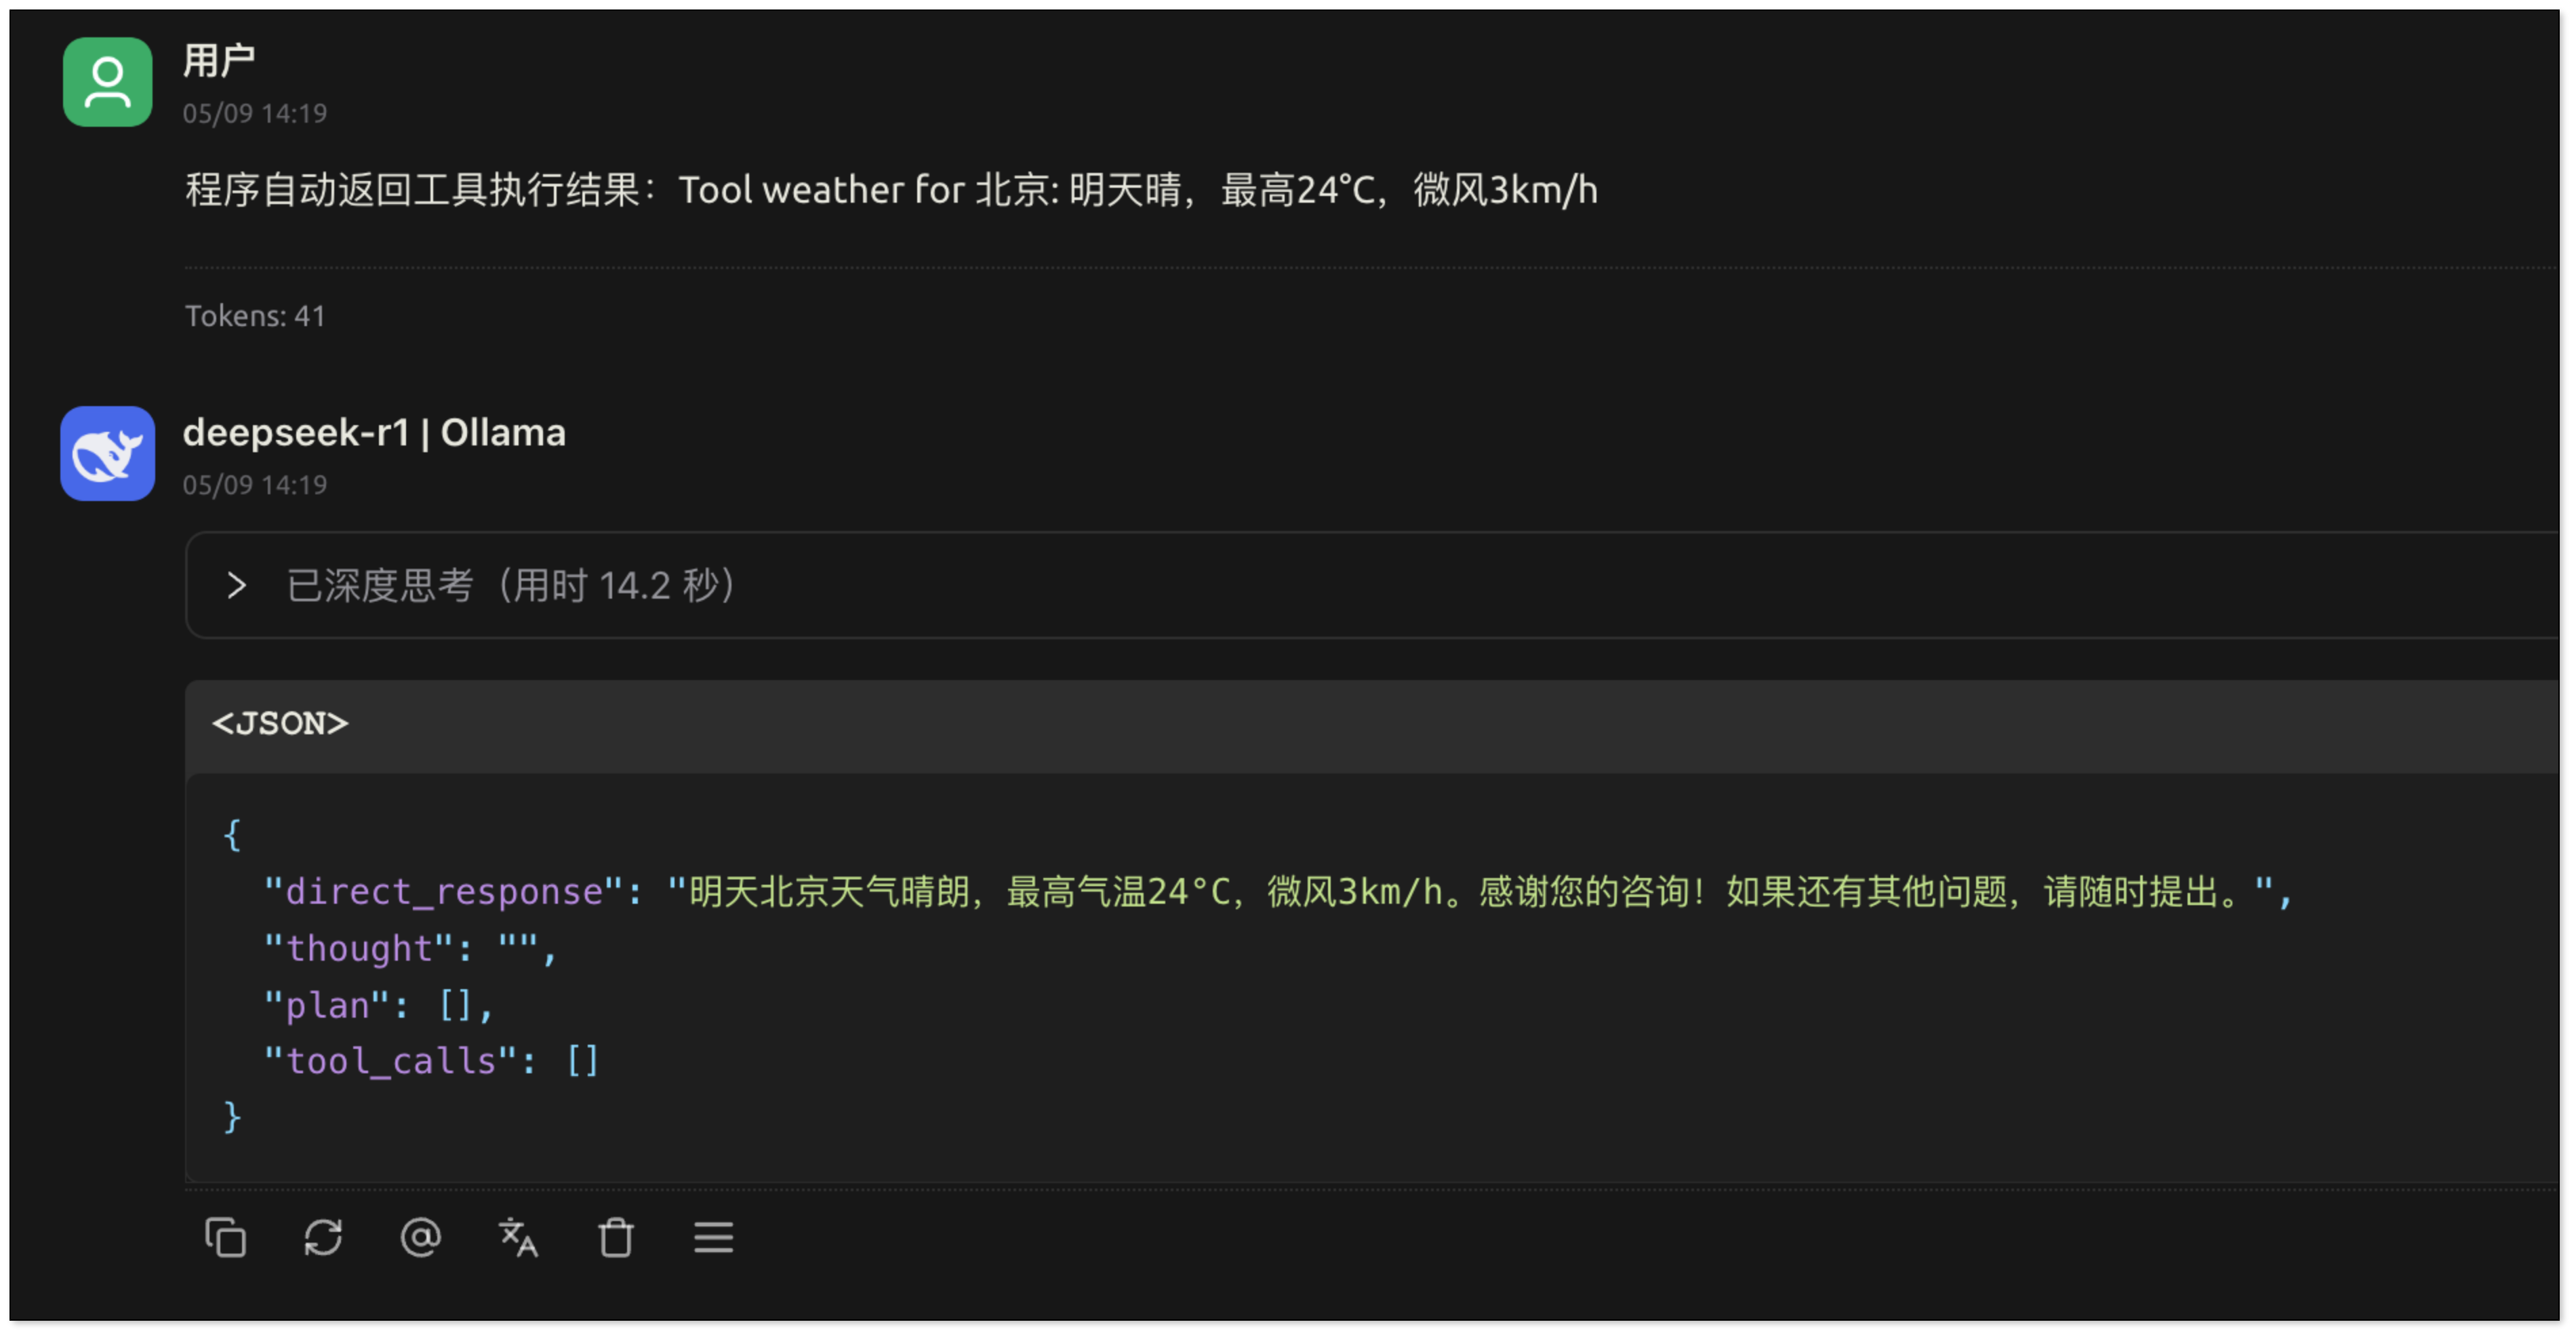 用户
05/09 14:19
程序自动返回工具执行结果：Tool weather for 北京: 明天晴，最高24°C，微风3km/h
Tokens: 41
deepseek-r1 | Ollama
05/09 14:19
已深度思考（用时 14.2 秒）
<JSON>
{
  "direct_response": "明天北京天气晴朗，最高气温24°C，微风3km/h。感谢您的咨询！如果还有其他问题，请随时提出。",
  "thought": "",
  "plan": [],
  "tool_calls": []
}